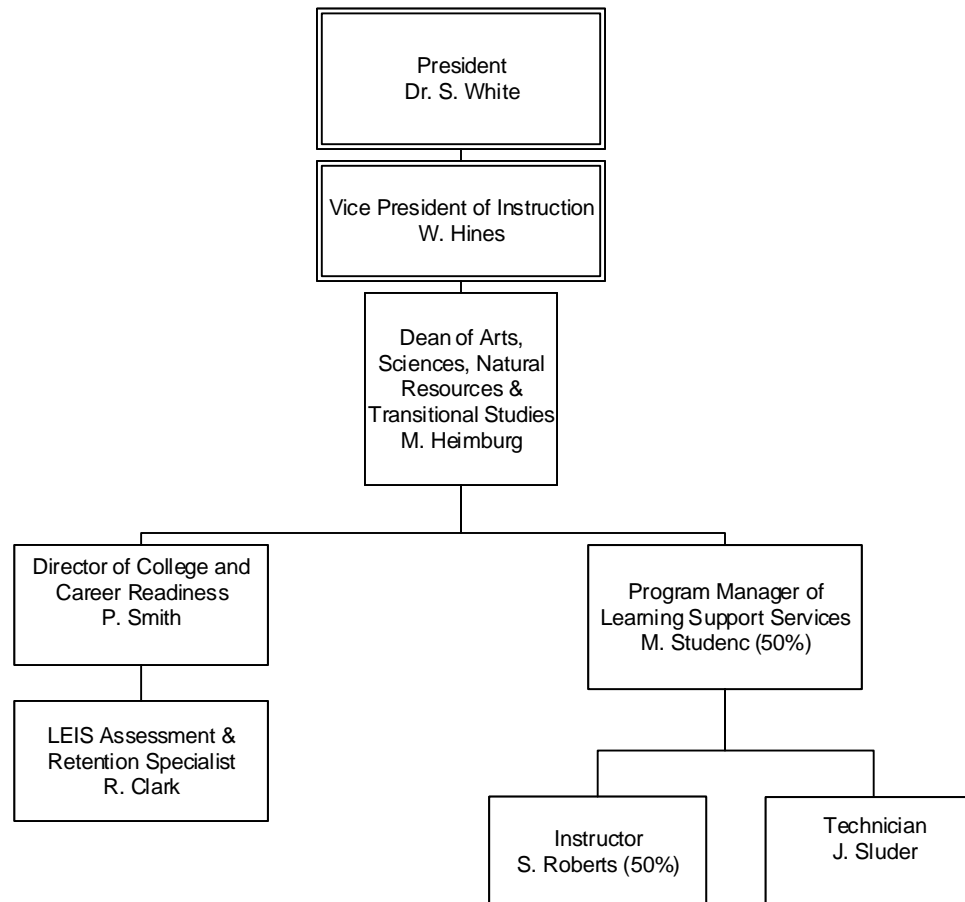 President
Dr. S. White
Vice President of Instruction
W. Hines
Dean of Arts,
Sciences, Natural
Resources &
Transitional Studies
M. Heimburg
Director of College and
Career Readiness
P. Smith
Program Manager of
Learning Support Services
M. Studenc (50%)
LEIS Assessment &
Retention Specialist
R. Clark
Instructor
S. Roberts (50%)
Technician
J. Sluder